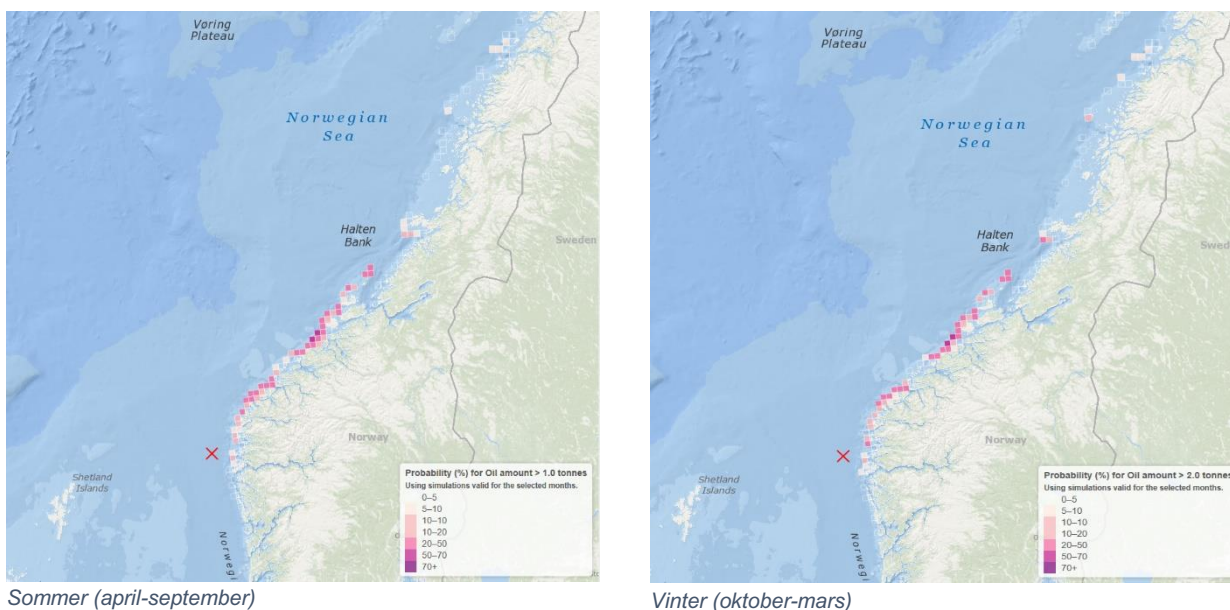 Vøring
Plateau
Norwegian
Sea
Halten
Bank
Sweden
Norway
Shetland
Islands
Norwegi
Probability (%) for Oil amount > 1.0 tonnes
Using simulations valid for the selected months.
0–5
5–10
10–10
10–20
20–50
50–70
70+
Sommer (april-september)
Vøring
Plateau
Norwegian
Sea
Halten
Bank
Swed
Norway
Shetland
Islands
Norwegi
Probability (%) for Oil amount > 2.0 tonnes
Using simulations valid for the selected months.
0–5
5–10
10–10
10–20
20–50
50–70
70+
Vinter (oktober-mars)